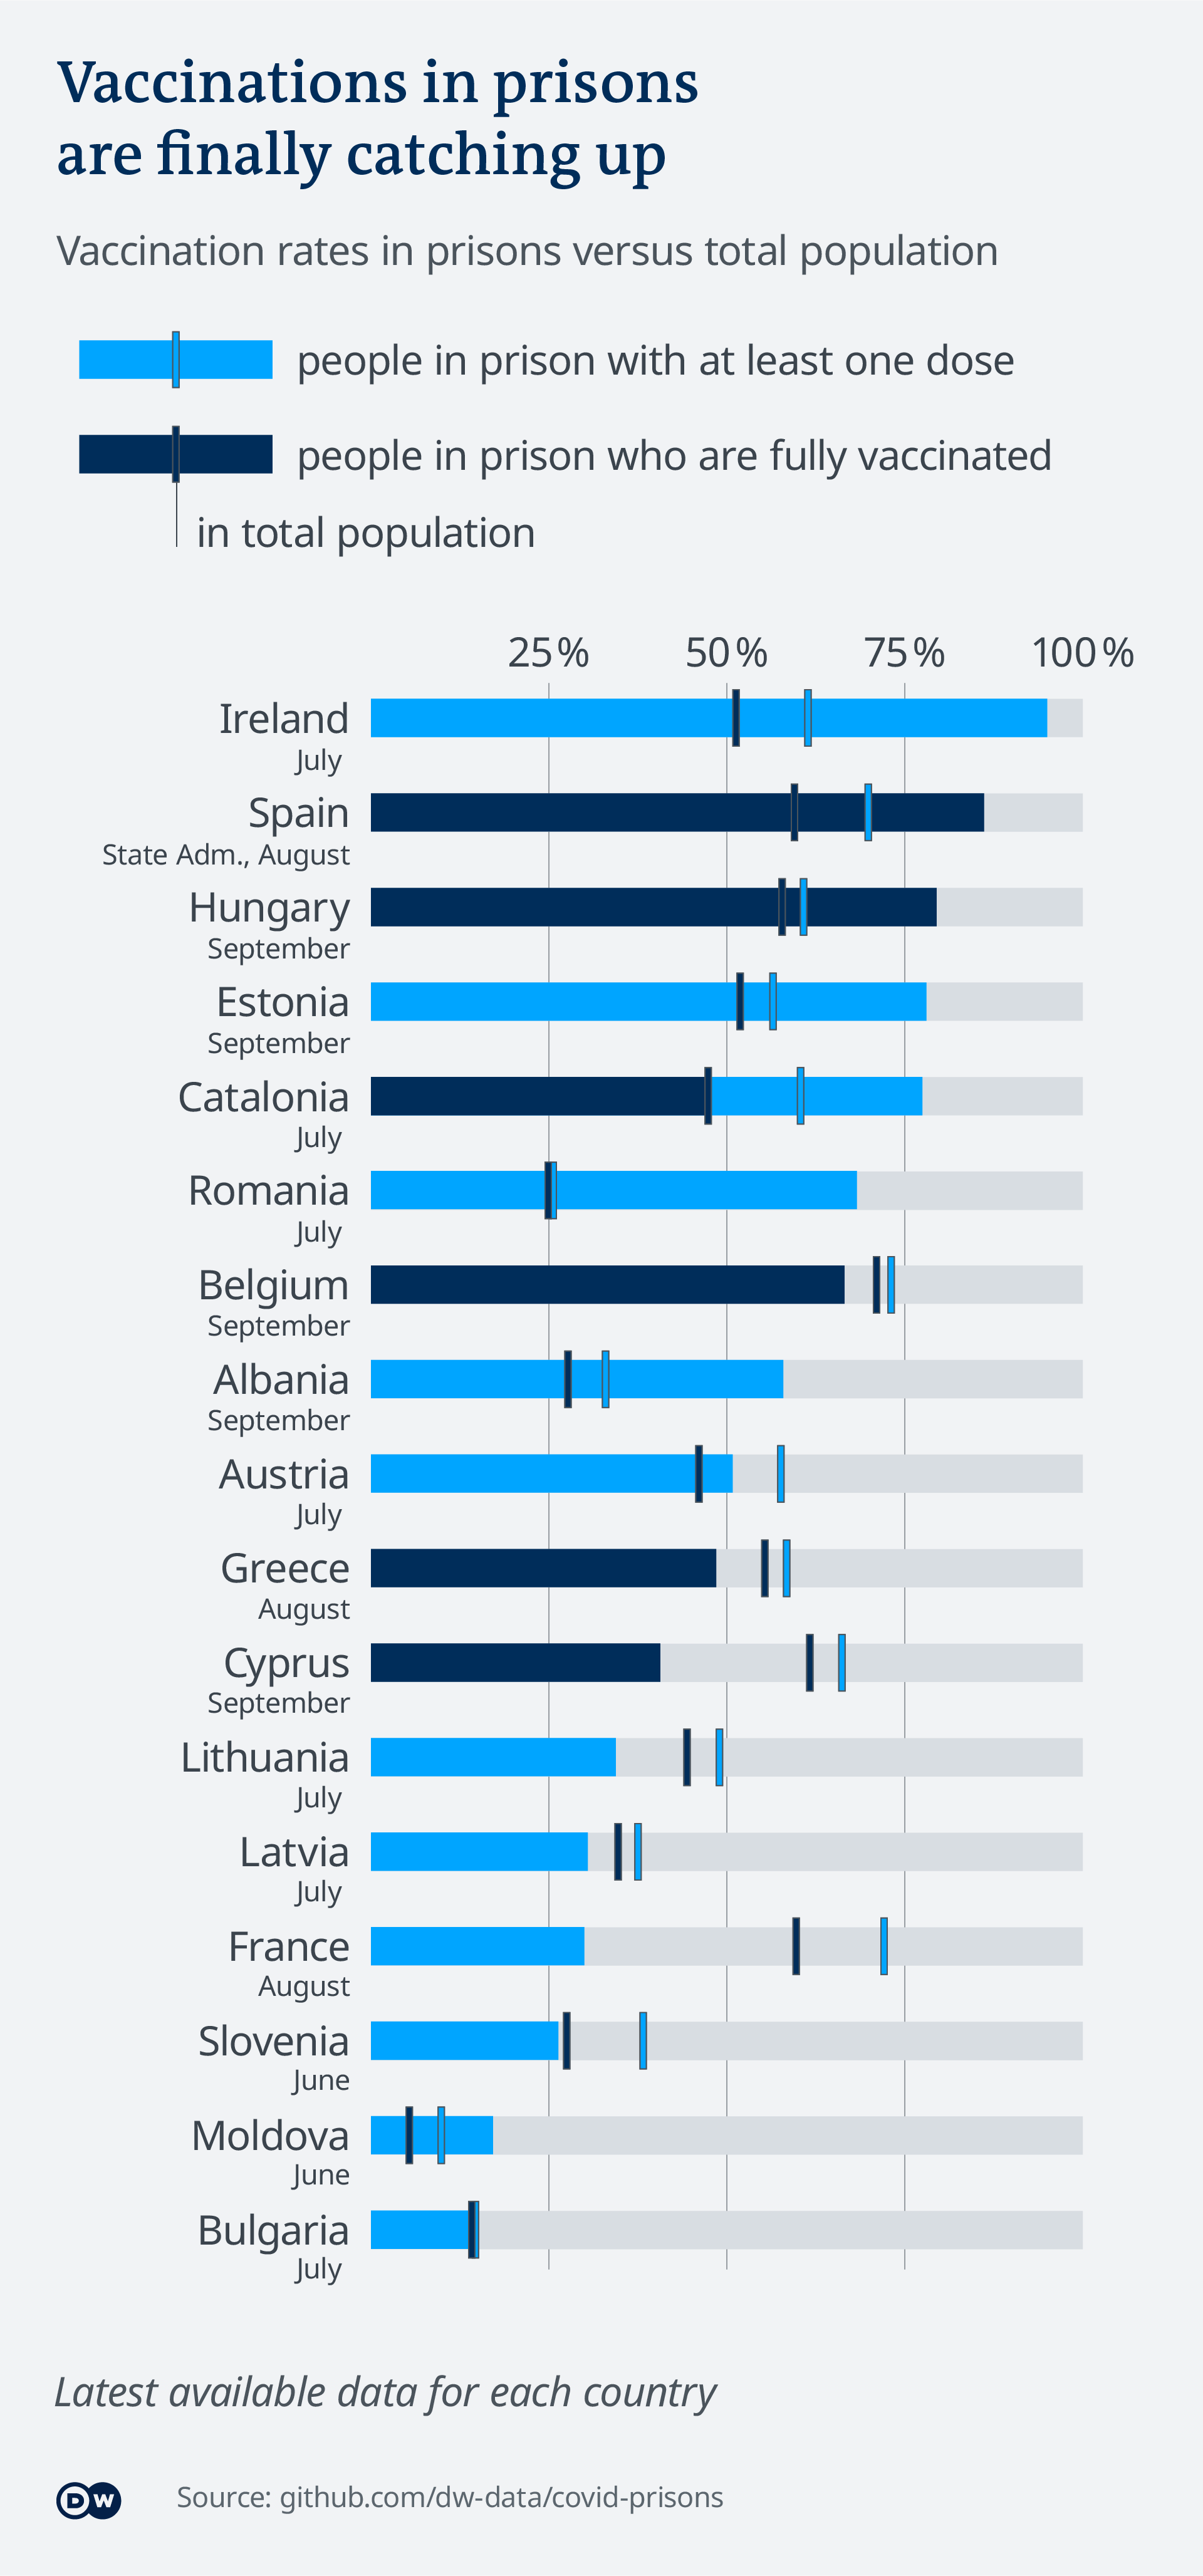 Vaccinations in prisons
are finally catching up
Vaccination rates in prisons versus total population
people in prison with at least one dose
people in prison who are fully vaccinated
in total population
25% 50% 75% 100%
Ireland
July
Spain
State Adm., August
Hungary
September
Estonia
September
Catalonia
July
Romania
July
Belgium
September
Albania
September
Austria
July
Greece
August
Cyprus
September
Lithuania
July
Latvia
July
France
August
Slovenia
June
Moldova
June
Bulgaria
July
Latest available data for each country
DW Source: github.com/dw-data/covid-prisons